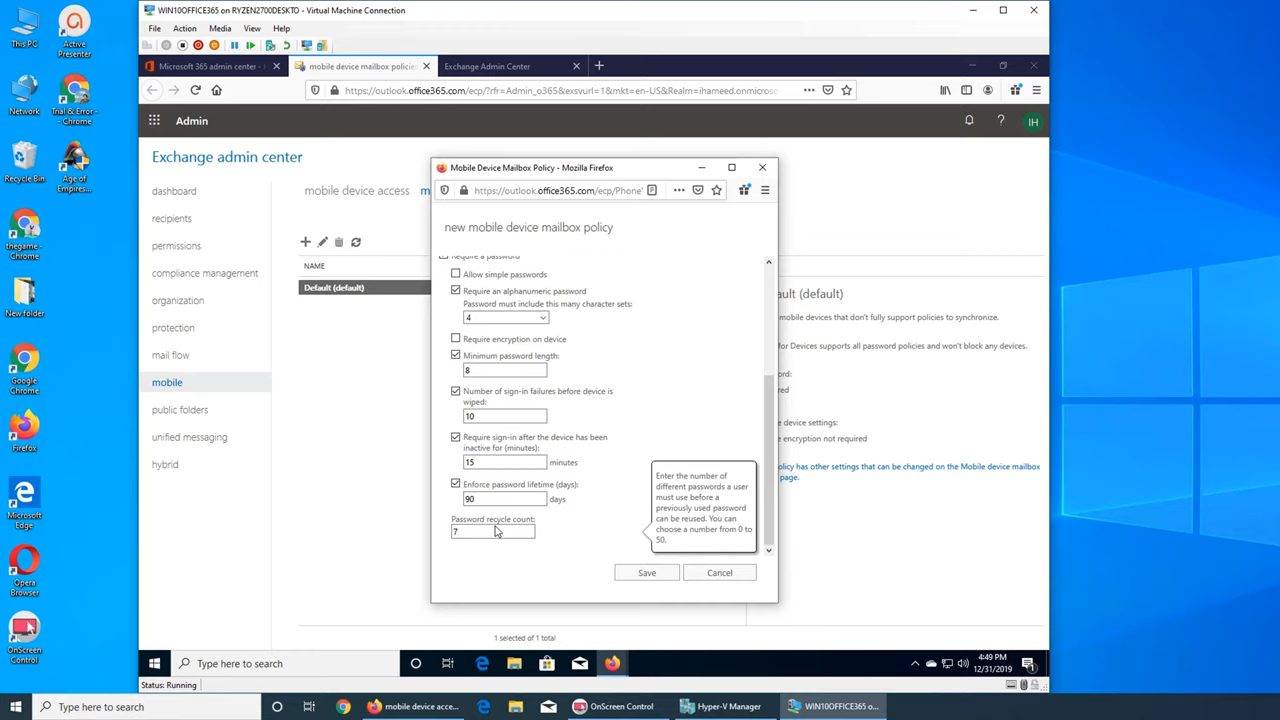 WIN10OFFICE365 on RYZEN2700DESKTO - Virtual Machine Connection
File Action Media View Help
Microsoft 365 admin center -
mobile device mailbox policies
Exchange Admin Center
https://outlook.office365.com/ecp/?rfr=Admin_o365&exsvurl=1&mkt=en-US&Realm=ihameed.onmicrosc
Admin
IH
Exchange admin center
dashboard
recipients
permissions
compliance management
organization
protection
mail flow
mobile
public folders
unified messaging
hybrid
mobile device access
m
NAME
Default (default)
1 selected of 1 total
Mobile Device Mailbox Policy - Mozilla Firefox
https://outlook.office365.com/ecp/Phone'
new mobile device mailbox policy
Require a password
Allow simple passwords
Require an alphanumeric password
Password must include this many character sets:
4
Require encryption on device
Minimum password length:
8
Number of sign-in failures before device is
wiped:
10
Require sign-in after the device has been
inactive for (minutes):
15 minutes
Enforce password lifetime (days):
90 days
Password recycle count:
7
Enter the number of
different passwords a user
must use before a
previously used password
can be reused. You can
choose a number from 0 to
50.
Save
Cancel
ault (default)
mobile devices that don't fully support policies to synchronize.
for Devices supports all password policies and won't block any devices.
ord:
ired
e device settings:
e encryption not required
olicy has other settings that can be changed on the Mobile device mailbox
page.
Type here to search
4:49 PM
12/31/2019
1
Status: Running
This PC
Active
Presenter
Network
Trial & Error -
- Chrome
Recycle Bin
Age of
Empires...
thegame -
Chrome
New folder
Google
Chrome
Firefox
Microsoft
Edge
Opera
Browser
OnScreen
Control
Type here to search
mobile device acce...
OnScreen Control
Hyper-V Manager
WIN10OFFICE365 o...